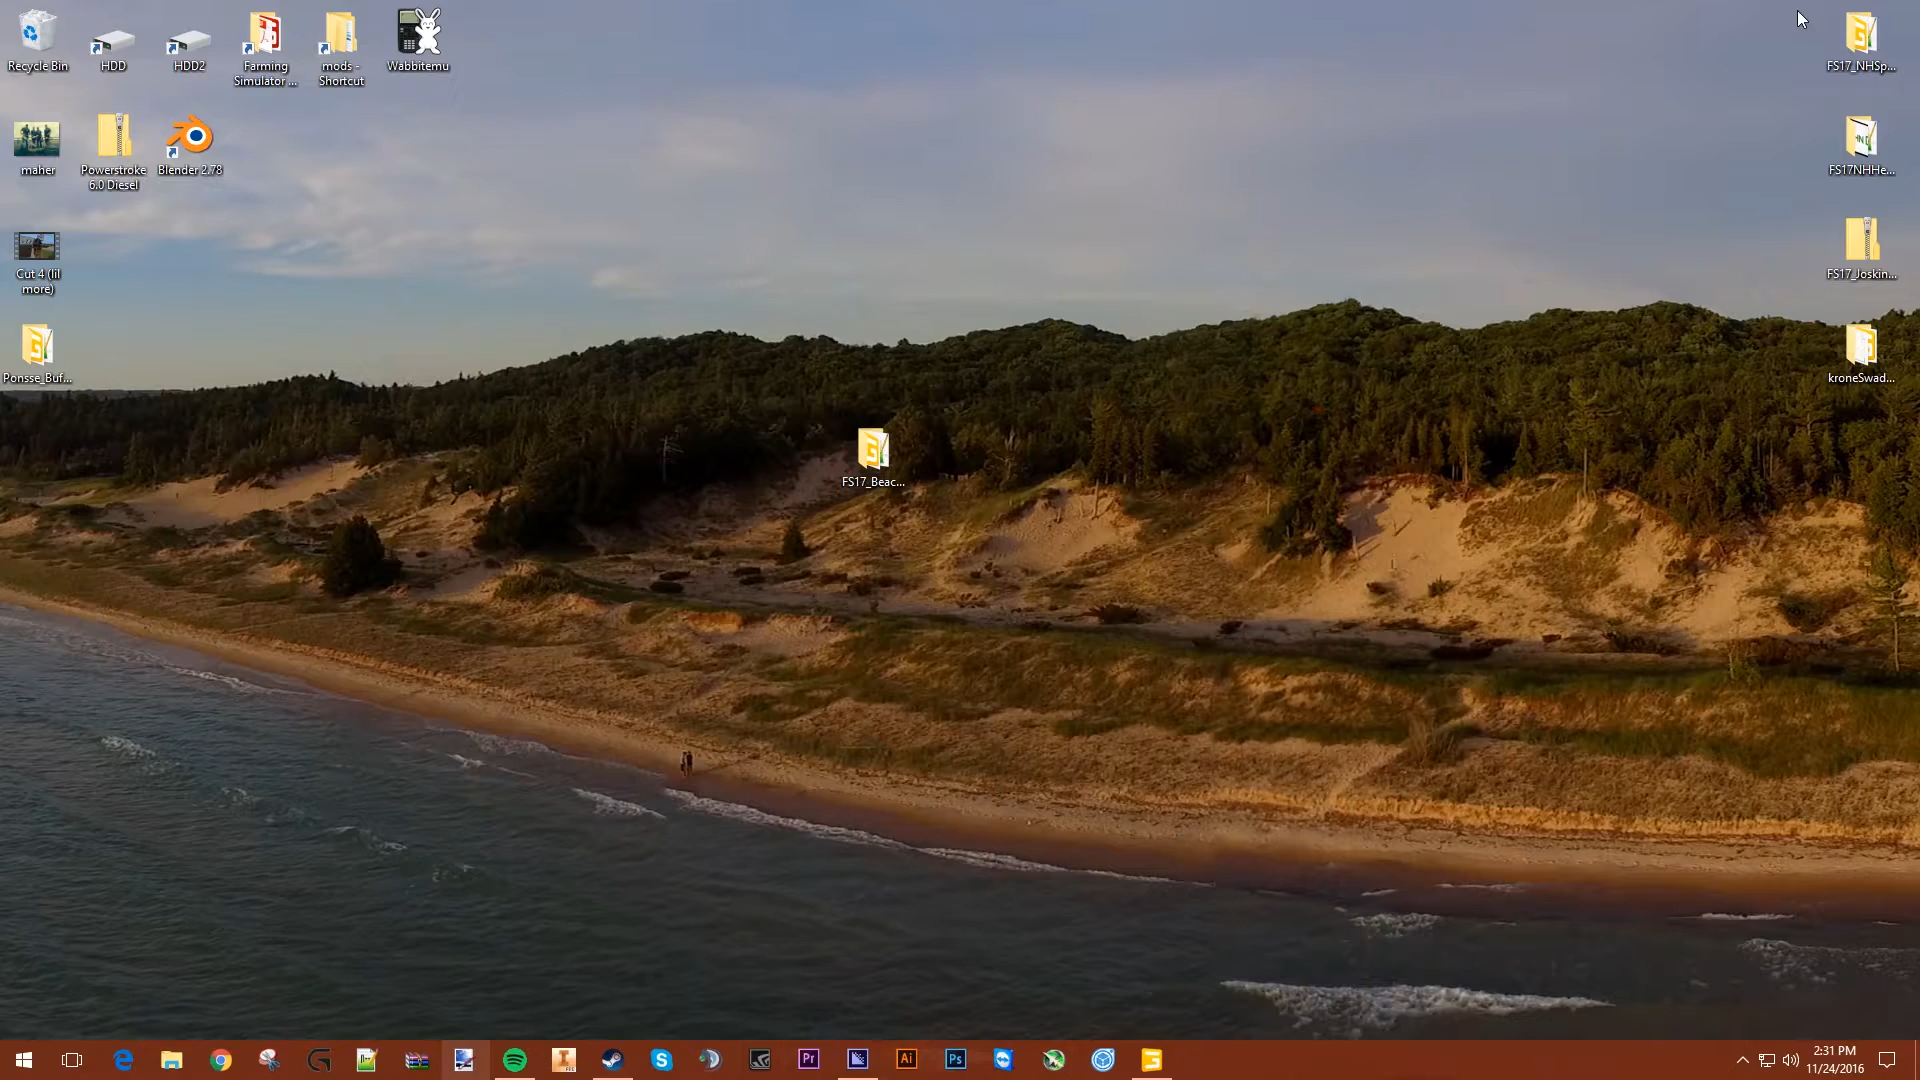 Recycle Bin
HDD
HDD2
Farming
Simulator ...
mods -
Shortcut
Wabbitemu
FS17_NHSp...
maher
Powerstroke
6.0 Diesel
Blender 2.78
FS17NHHe...
Cut 4 (lil
more)
FS17_Joskin...
Ponsse_Buf...
kroneSwad...
FS17_Beac...
Pr
Ai
Ps
2:31 PM
11/24/2016